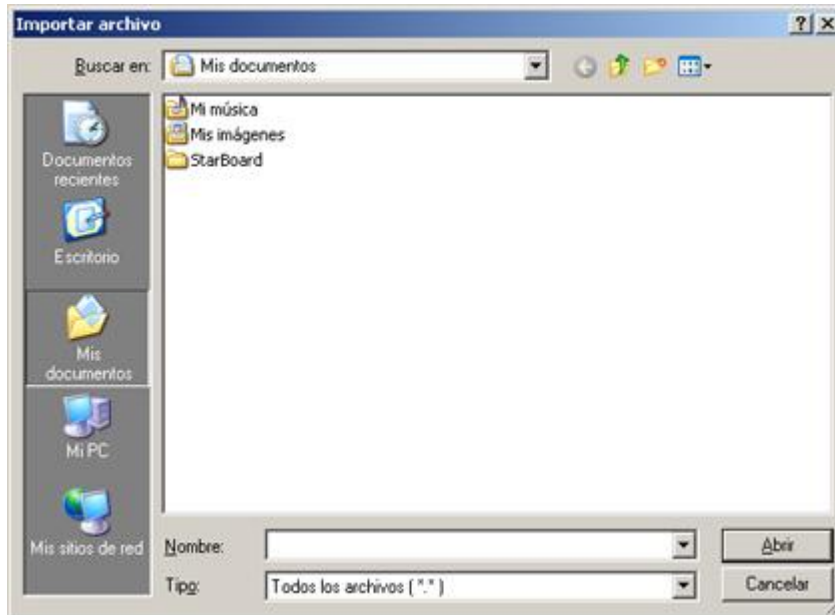 Importar archivo
Buscar en: Mis documentos
Mi música
Mis imágenes
StarBoard
Documentos
recientes
Escritorio
Mis
documentos
Mi PC
Mis sitios de red
Nombre:
Abrir
Tipo: Todos los archivos ( *.* )
Cancelar